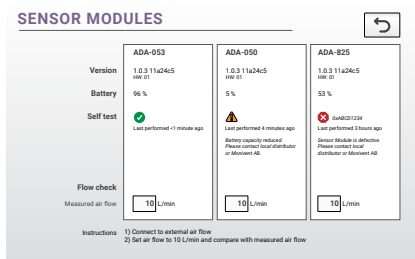 SENSOR MODULES
ADA-053
ADA-050
ADA-825
Version
1.0.3 11a24c5
HW: 01
1.0.3 11a24c5
HW: 01
1.0.3 11a24c5
HW: 01
Battery
96 %
5 %
53 %
Self test
0xABCD1234
Last performed <1 minute ago
Last performed 4 minutes ago
Last performed 3 hours ago
Battery capacity reduced.
Please contact local distributor
or Monivent AB.
Sensor Module is defective.
Please contact local
distributor or Monivent AB.
Flow check
Measured air flow
10 L/min
10 L/min
10 L/min
Instructions
1) Connect to external air flow
2) Set air flow to 10 L/min and compare with measured air flow